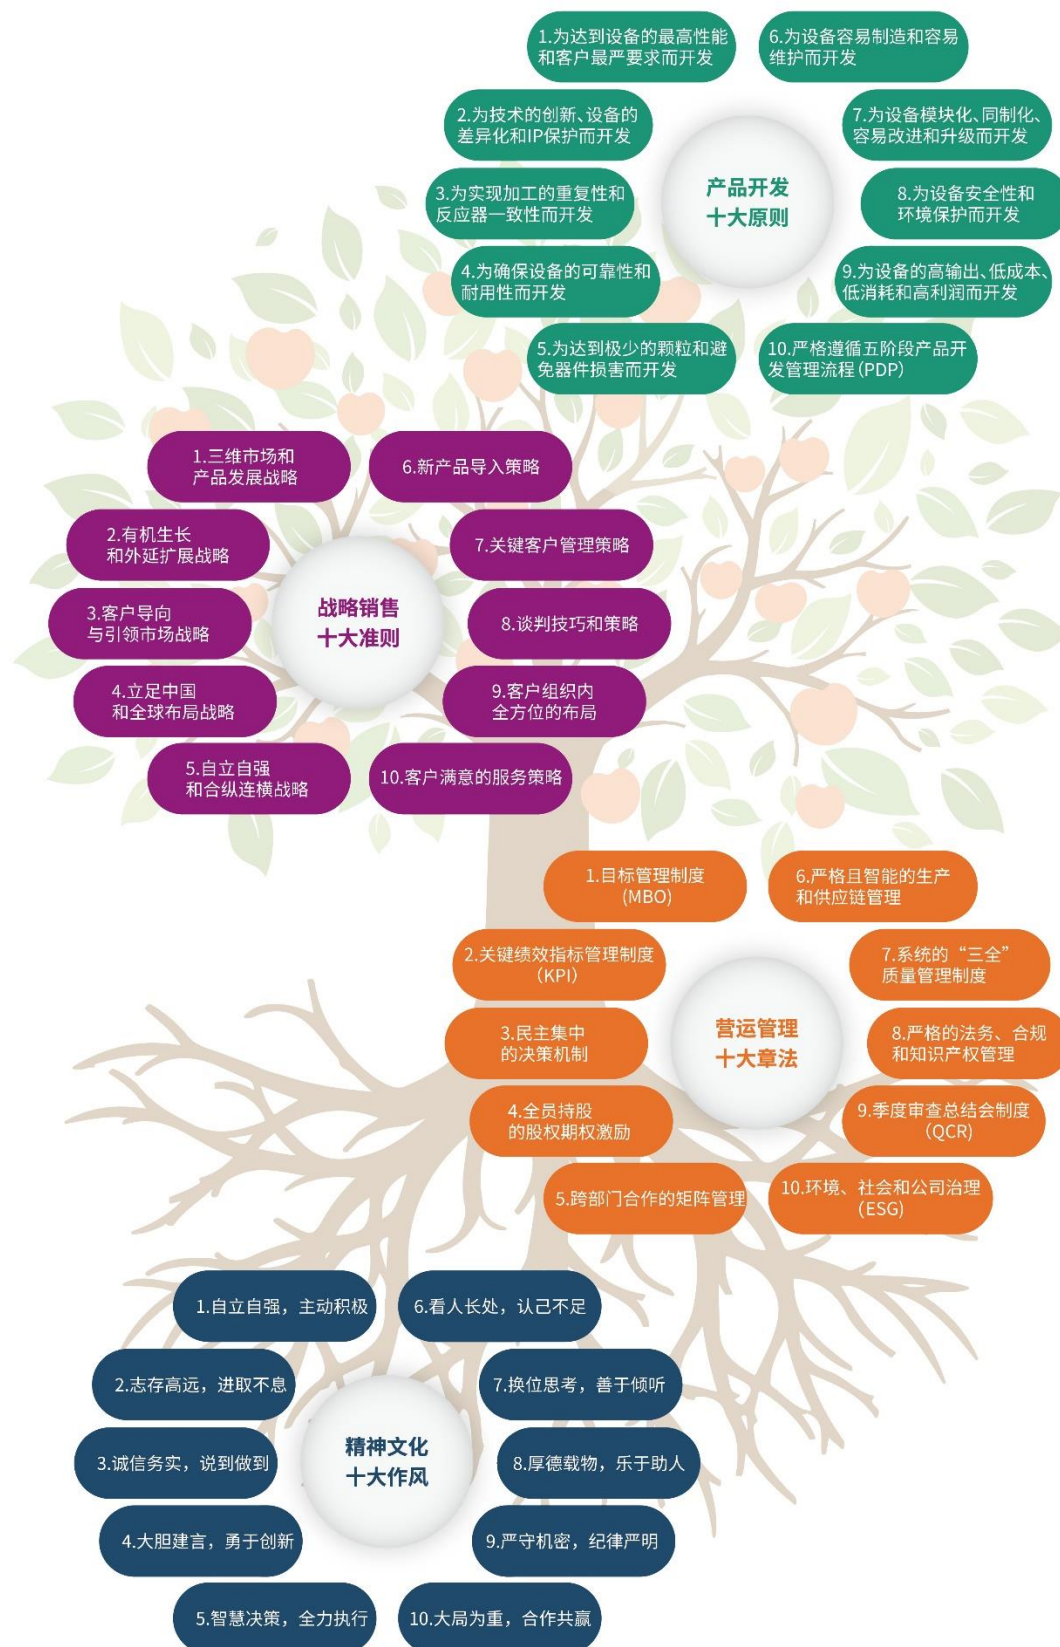 产品开发
十大原则
1.为达到设备的最高性能
和客户最严要求而开发
2.为技术的创新、设备的
差异化和IP保护而开发
3.为实现加工的重复性和
反应器一致性而开发
4.为确保设备的可靠性和
耐用性而开发
5.为达到极少的颗粒和避
免器件损害而开发
6.为设备容易制造和容易
维护而开发
7.为设备模块化、同制化、
容易改进和升级而开发
8.为设备安全性和
环境保护而开发
9.为设备的高输出、低成本、
低消耗和高利润而开发
10.严格遵循五阶段产品开
发管理流程(PDP)
战略销售
十大准则
1.三维市场和
产品发展战略
2.有机生长
和外延扩展战略
3.客户导向
与引领市场战略
4.立足中国
和全球布局战略
5.自立自强
和合纵连横战略
6.新产品导入策略
7.关键客户管理策略
8.谈判技巧和策略
9.客户组织内
全方位的布局
10.客户满意的服务策略
营运管理
十大章法
1.目标管理制度
(MBO)
2.关键绩效指标管理制度
(KPI)
3.民主集中
的决策机制
4.全员持股
的股权期权激励
5.跨部门合作的矩阵管理
6.严格且智能的生产
和供应链管理
7.系统的“三全”
质量管理制度
8.严格的法务、合规
和知识产权管理
9.季度审查总结会制度
(QCR)
10.环境、社会和公司治理
(ESG)
精神文化
十大作风
1.自立自强，主动积极
2.志存高远，进取不息
3.诚信务实，说到做到
4.大胆建言，勇于创新
5.智慧决策，全力执行
6.看人长处，认己不足
7.换位思考，善于倾听
8.厚德载物，乐于助人
9.严守机密，纪律严明
10.大局为重，合作共赢